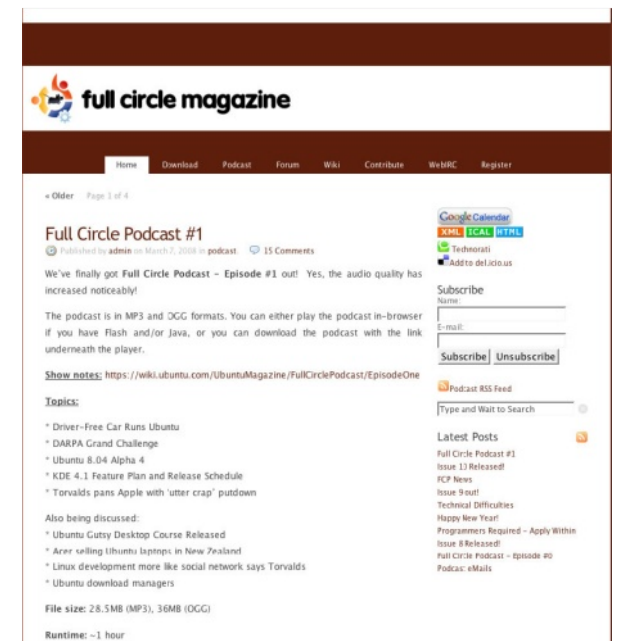 full circle magazine
Home Download Podcast Forum Wiki Contribute WebIRC Register
« Older Page 1 of 4
Full Circle Podcast #1
Published by admin on March 7, 2008 in podcast. 15 Comments
We've finally got Full Circle Podcast – Episode #1 out! Yes, the audio quality has
increased noticeably!
The podcast is in MP3 and OGG formats. You can either play the podcast in-browser
if you have Flash and/or Java, or you can download the podcast with the link
underneath the player.
Show notes: https://wiki.ubuntu.com/UbuntuMagazine/FullCirclePodcast/EpisodeOne
Topics:
* Driver-Free Car Runs Ubuntu
* DARPA Grand Challenge
* Ubuntu 8.04 Alpha 4
* KDE 4.1 Feature Plan and Release Schedule
* Torvalds pans Apple with 'utter crap' putdown
Also being discussed:
* Ubuntu Gutsy Desktop Course Released
* Acer selling Ubuntu laptops in New Zealand
* Linux development more like social network says Torvalds
* Ubuntu download managers
File size: 28.5MB (MP3), 36MB (OGG)
Runtime: ~1 hour
Google Calendar
XML ICAL HTML
Technorati
Add to del.icio.us
Subscribe
Name:
E-mail:
Subscribe Unsubscribe
Podcast RSS Feed
Type and Wait to Search
Latest Posts
Full Circle Podcast #1
Issue 10 Released!
FCP News
Issue 9 out!
Technical Difficulties
Happy New Year!
Programmers Required – Apply Within
Issue 8 Released!
Full Circle Podcast – Episode #0
Podcast eMails